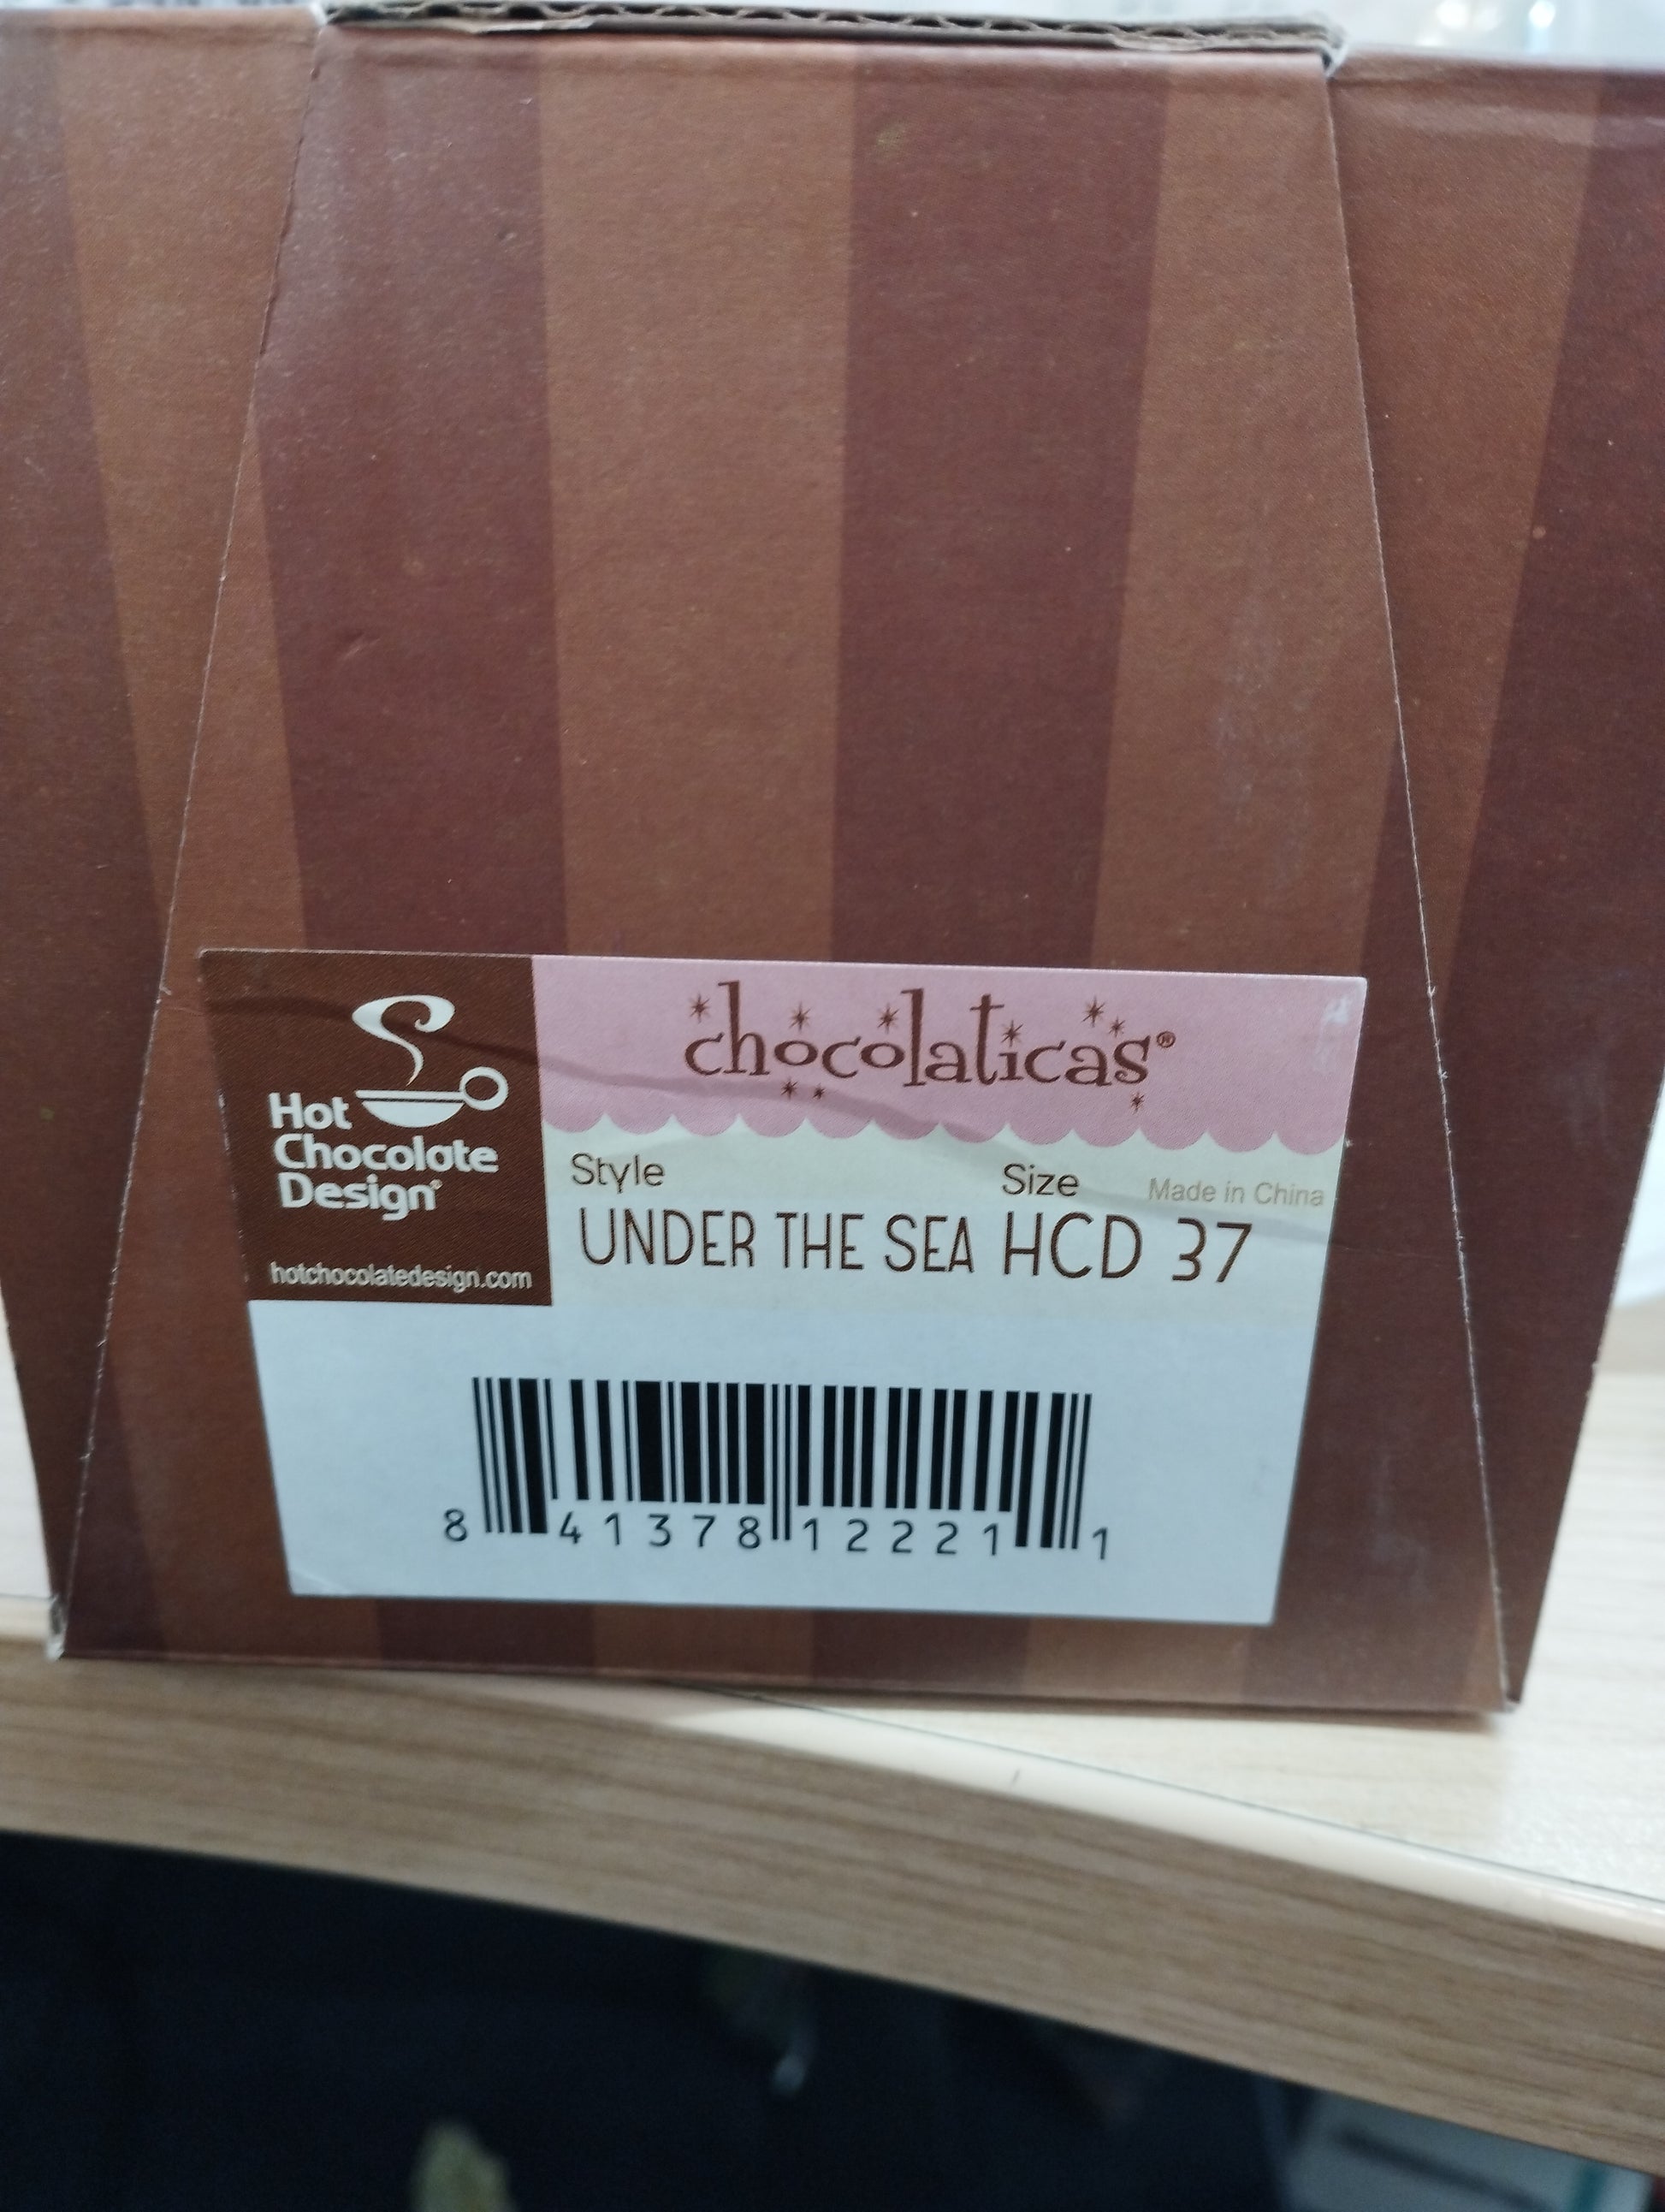 chocolaticas®
Hot
Chocolate
Design®
hotchocolatedesign.com
Style
Size
Made in China
UNDER THE SEA
HCD 37
8 41378 12221 1